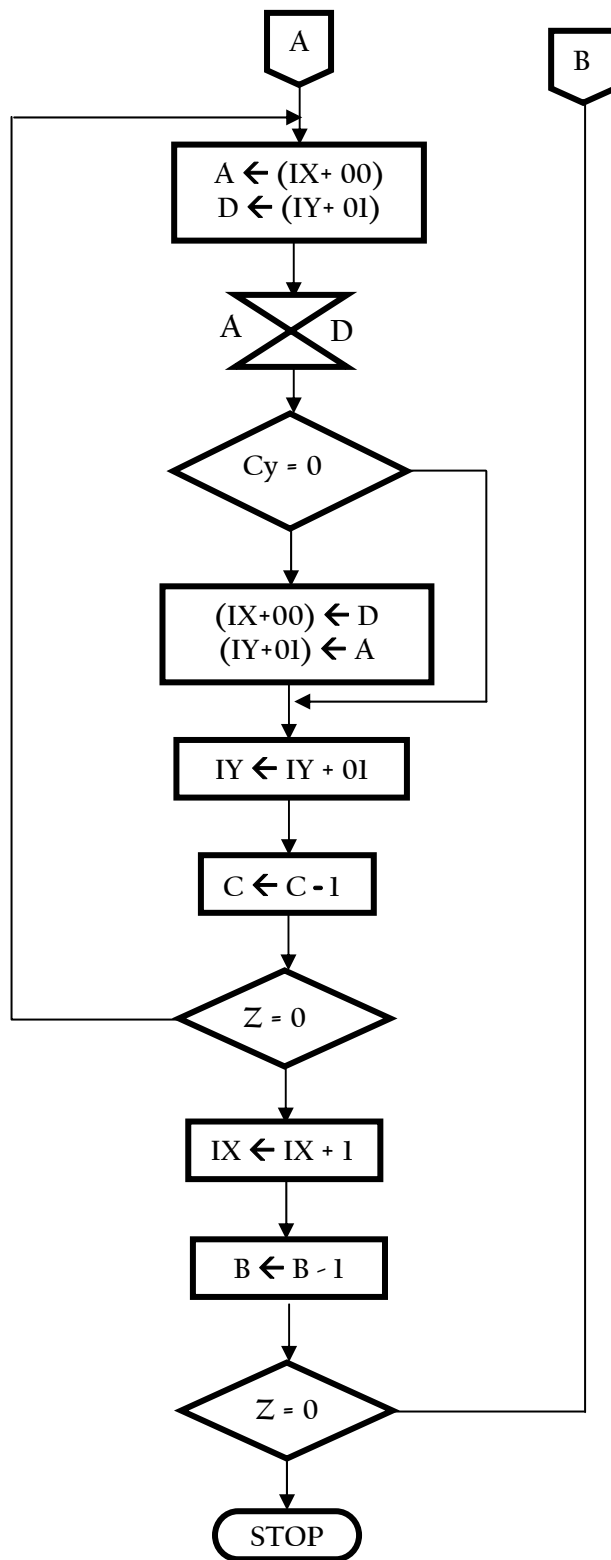 A
B
A ← (IX+ 00)
D ← (IY+ 01)
A
D
Cy = 0
(IX+00) ← D
(IY+01) ← A
IY ← IY + 01
C ← C - 1
Z = 0
IX ← IX + 1
B ← B - 1
Z = 0
STOP